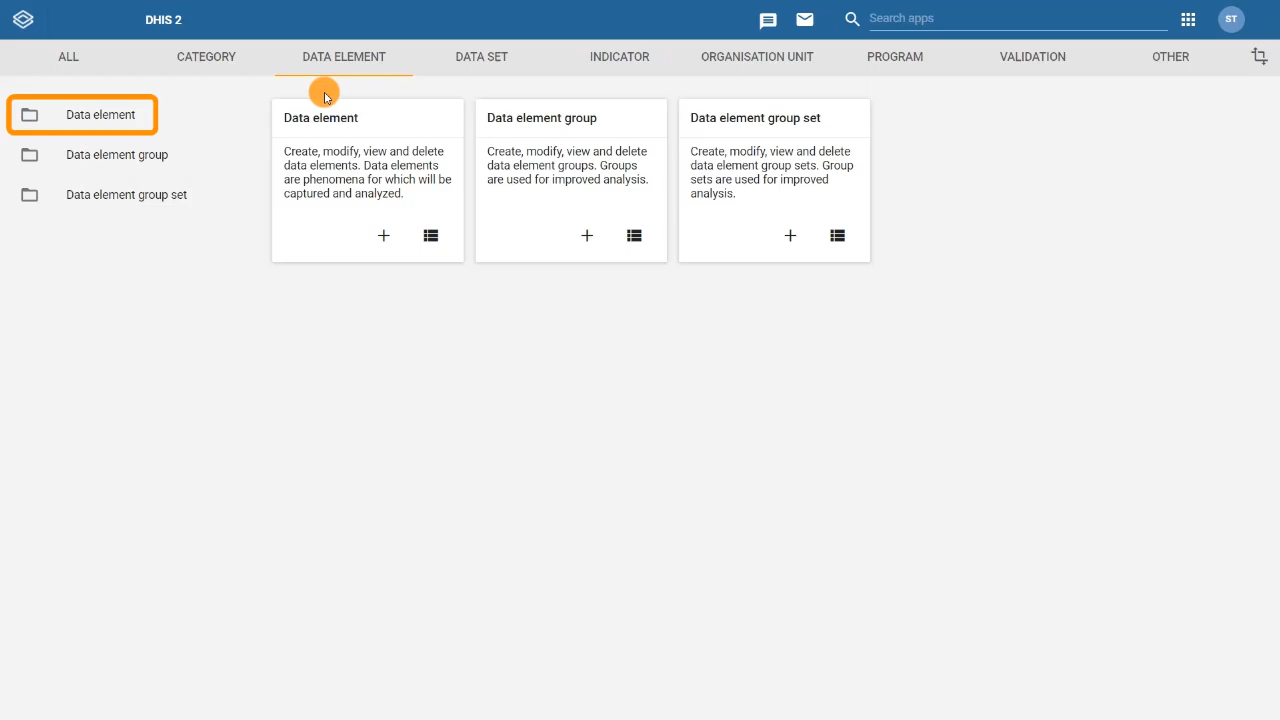 DHIS 2
Search apps
ST
ALL
CATEGORY
DATA ELEMENT
DATA SET
INDICATOR
ORGANISATION UNIT
PROGRAM
VALIDATION
OTHER
Data element
Data element group
Data element group set
Data element
Create, modify, view and delete
data elements. Data elements
are phenomena for which will be
captured and analyzed.
Data element group
Create, modify, view and delete
data element groups. Groups
are used for improved analysis.
Data element group set
Create, modify, view and delete
data element group sets. Group
sets are used for improved
analysis.